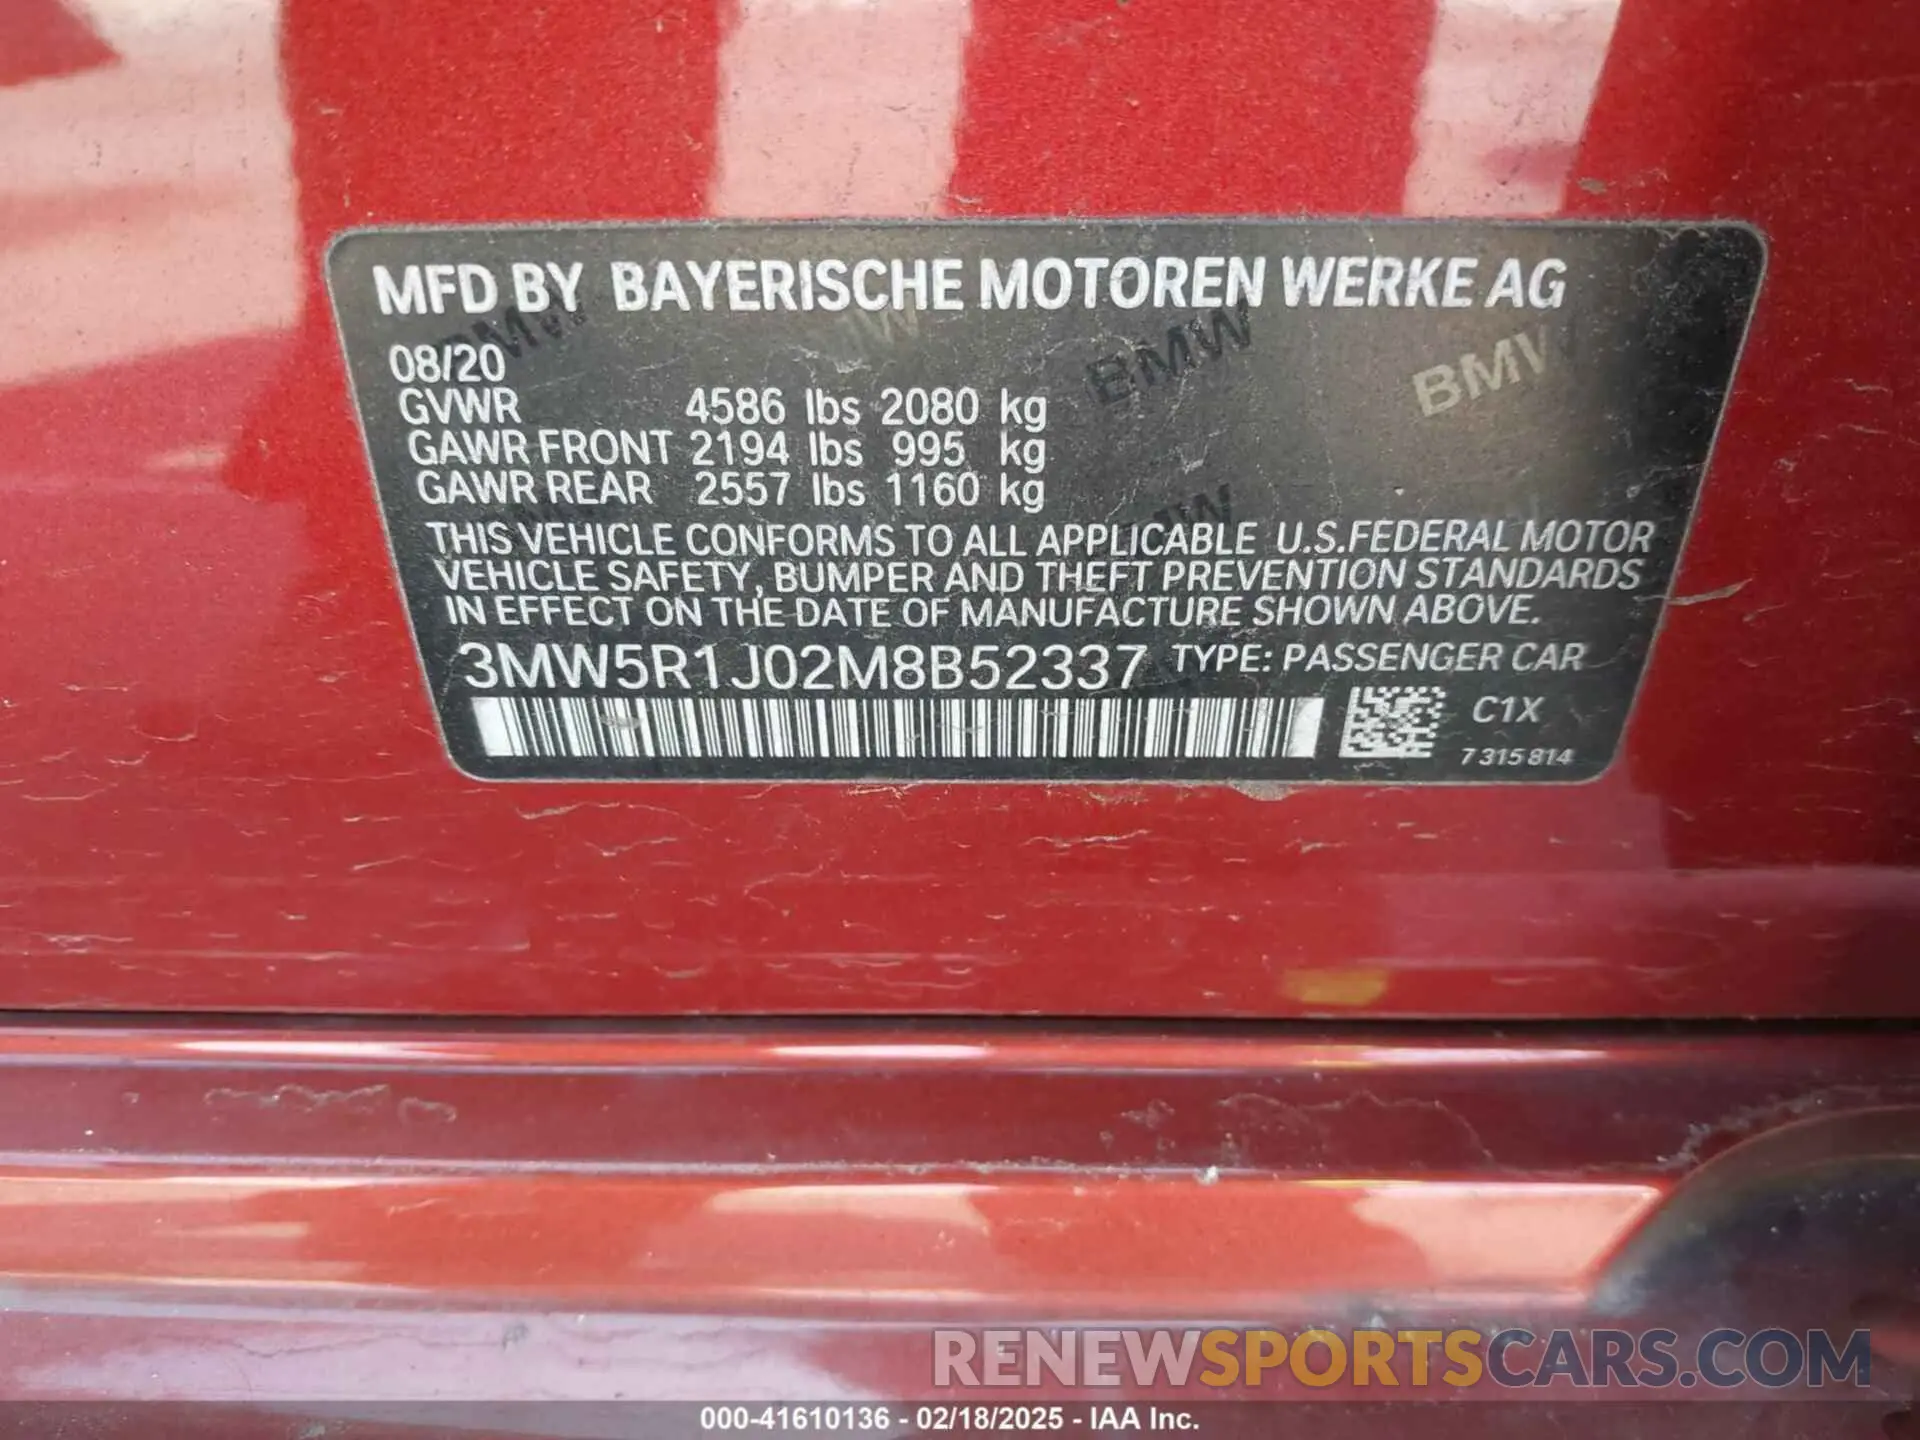 MFD BY BAYERISCHE MOTOREN WERKE AG
BMW BMW BMW
08/20
GVWR 4586 lbs 2080 kg
GAWR FRONT 2194 lbs 995 kg
GAWR REAR 2557 lbs 1160 kg
THIS VEHICLE CONFORMS TO ALL APPLICABLE U.S.FEDERAL MOTOR
VEHICLE SAFETY, BUMPER AND THEFT PREVENTION STANDARDS
IN EFFECT ON THE DATE OF MANUFACTURE SHOWN ABOVE.
3MW5R1J02M8B52337 TYPE: PASSENGER CAR
C1X
7 315 814
RENEWSPORTSCARS.COM
000-41610136 - 02/18/2025 - IAA Inc.